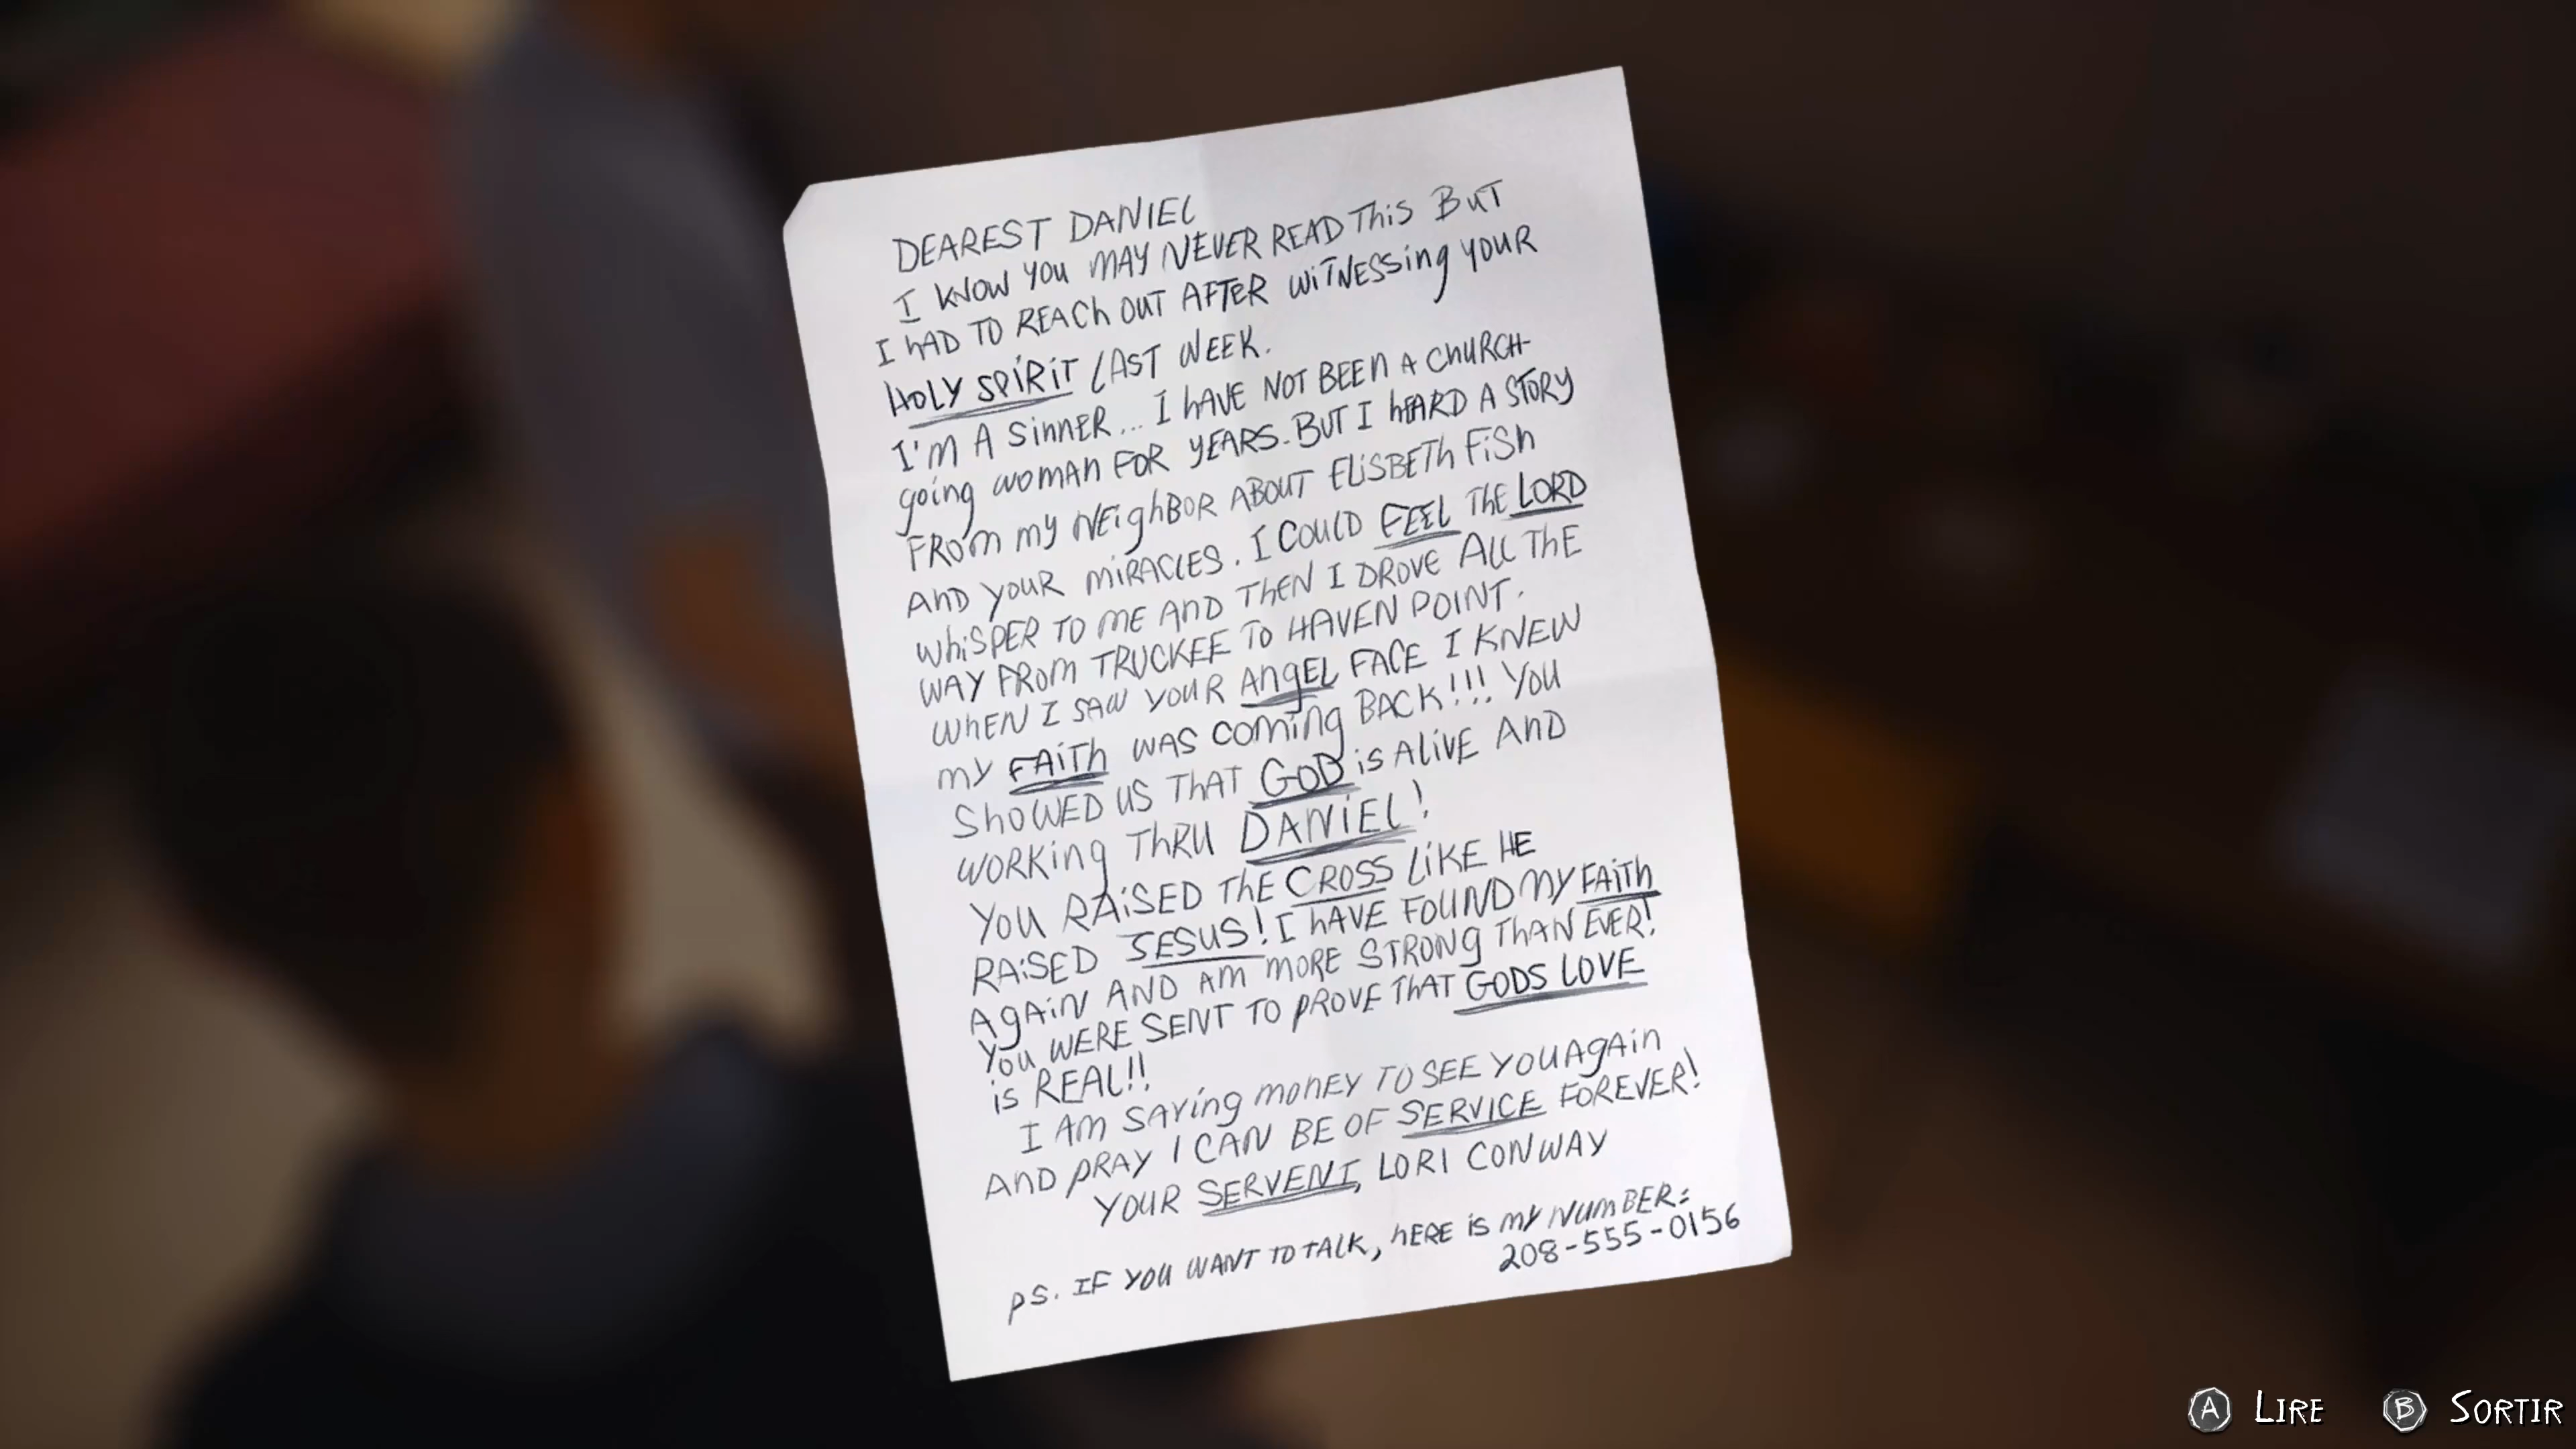 DEAREST DANIEL
I KNOW YOU MAY NEVER READ THIS BUT
I HAD TO REACH OUT AFTER WITNESSING YOUR
HOLY SPIRIT LAST WEEK.
I'M A SINNER... I HAVE NOT BEEN A CHURCH-
GOING WOMAN FOR YEARS. BUT I HEARD A STORY
FROM MY NEIGHBOR ABOUT ELISBETH FISH
AND YOUR MIRACLES. I COULD FEEL THE LORD
WHISPER TO ME AND THEN I DROVE ALL THE
WAY FROM TRUCKEE TO HAVEN POINT.
WHEN I SAW YOUR ANGEL FACE I KNEW
MY FAITH WAS COMING BACK!!! YOU
SHOWED US THAT GOD IS ALIVE AND
WORKING THRU DANIEL!
YOU RAISED THE CROSS LIKE HE
RAISED JESUS! I HAVE FOUND MY FAITH
AGAIN AND AM MORE STRONG THAN EVER!
YOU WERE SENT TO PROVE THAT GODS LOVE
IS REAL!!
I AM SAVING MONEY TO SEE YOU AGAIN
AND PRAY I CAN BE OF SERVICE FOREVER!
YOUR SERVENT, LORI CONWAY
PS. IF YOU WANT TO TALK, HERE IS MY NUMBER:
208-555-0156
A LIRE B SORTIR